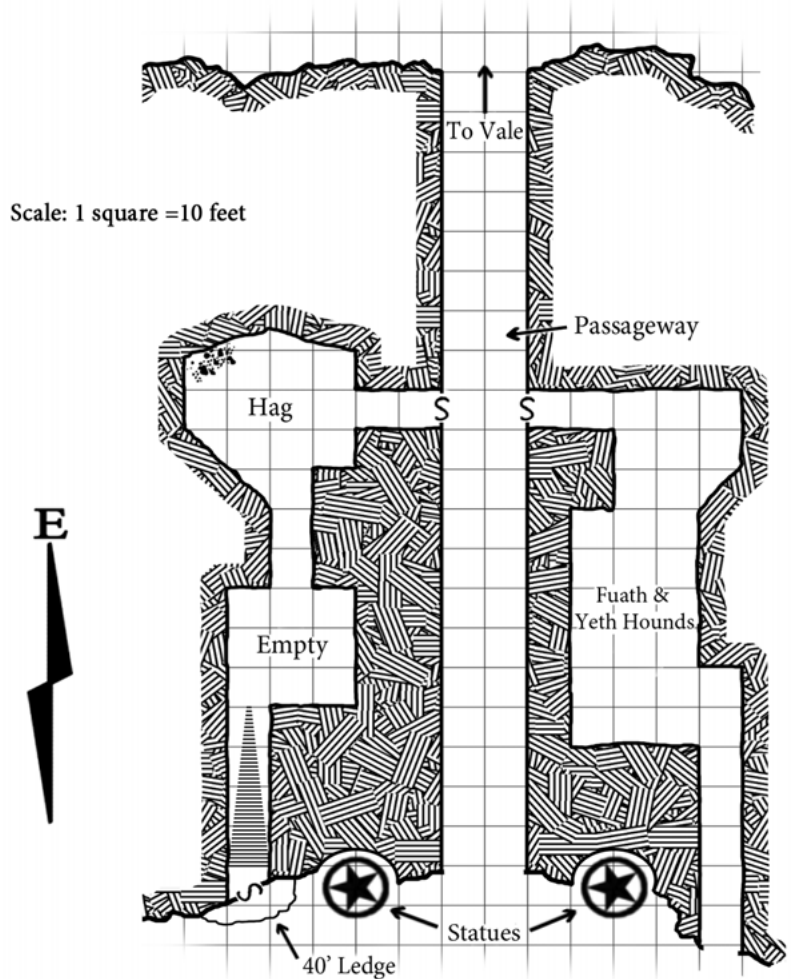 To Vale
Scale: 1 square =10 feet
Passageway
Hag
S
S
E
Fuath &
Yeth Hounds
Empty
S
Statues
40' Ledge